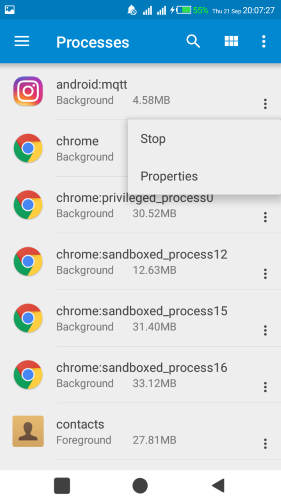 55% Thu 21 Sep 20:07:27
Processes
android:mqtt
Background 4.58MB
chrome
Background
Stop
Properties
chrome:privileged_process0
Background 30.52MB
chrome:sandboxed_process12
Background 12.63MB
chrome:sandboxed_process15
Background 31.40MB
chrome:sandboxed_process16
Background 33.12MB
contacts
Foreground 27.81MB